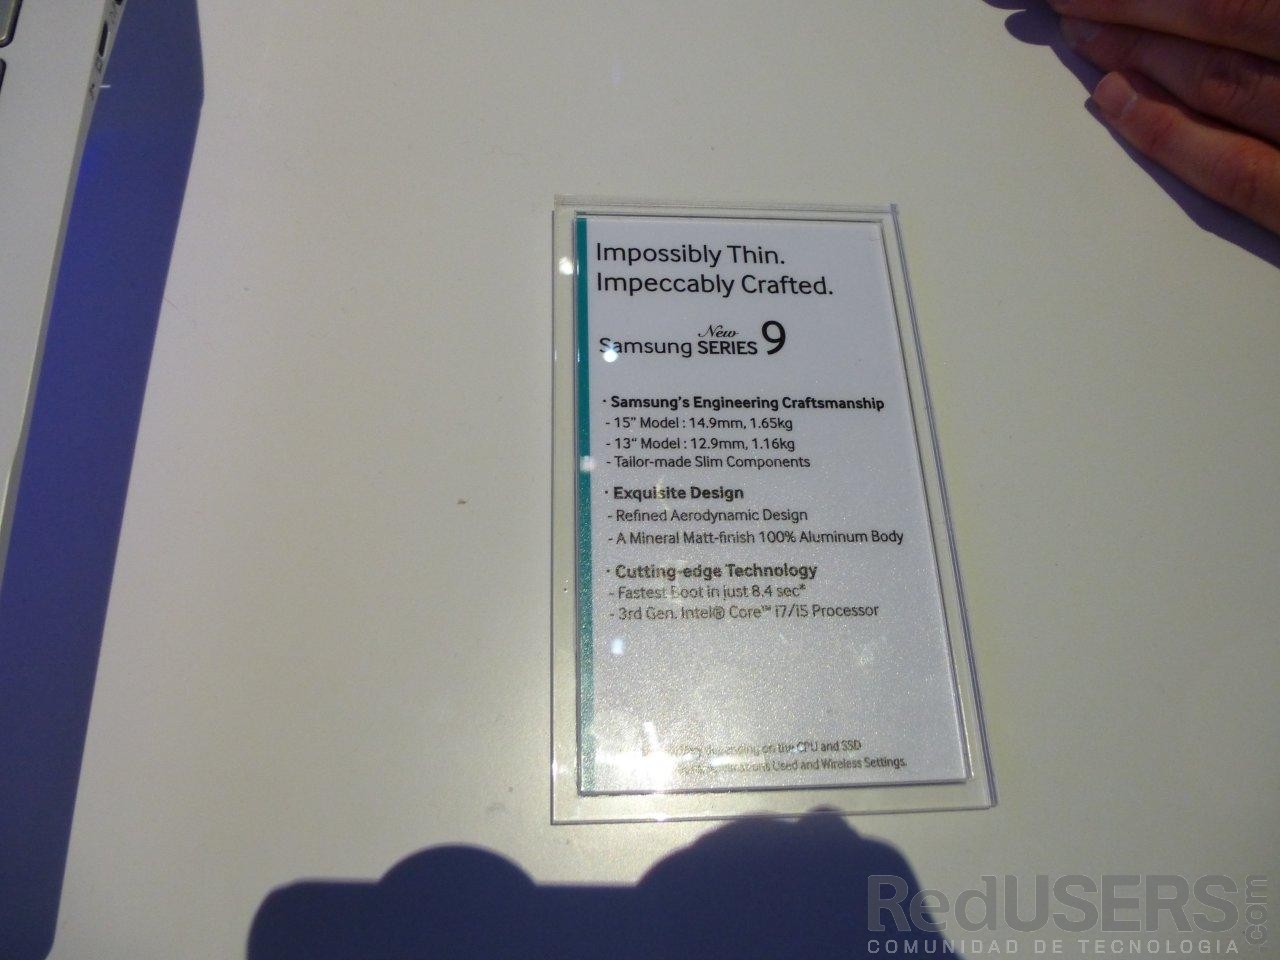 Impossibly Thin.
Impeccably Crafted.
New
Samsung SERIES 9
· Samsung's Engineering Craftsmanship
- 15" Model : 14.9mm, 1.65kg
- 13" Model : 12.9mm, 1.16kg
- Tailor-made Slim Components
· Exquisite Design
- Refined Aerodynamic Design
- A Mineral Matt-finish 100% Aluminum Body
· Cutting-edge Technology
- Fastest Boot in just 8.4 sec*
- 3rd Gen. Intel® Core™ i7/i5 Processor
depending on the CPU and SSD
Used and Wireless Settings.
RedUSERS.com
COMUNIDAD DE TECNOLOGIA